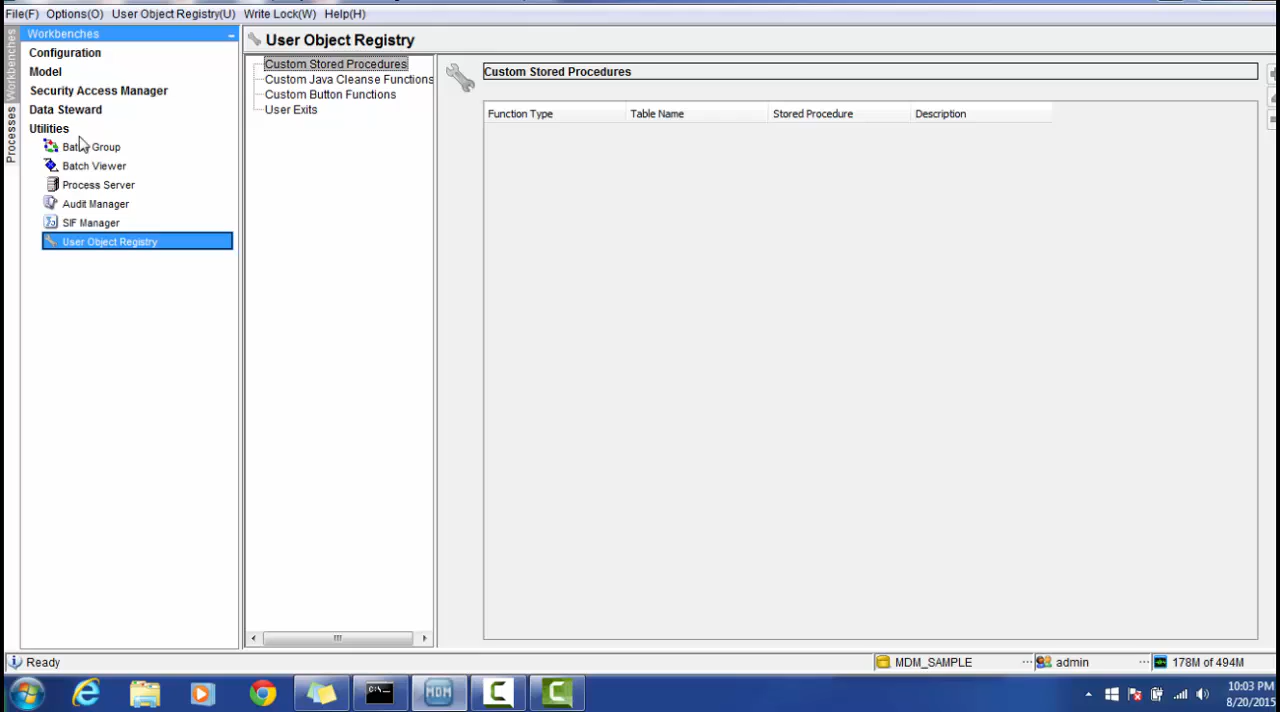 File(F) Options(O) User Object Registry(U) Write Lock(W) Help(H)
Workbenches
Processes
Workbenches
Configuration
Model
Security Access Manager
Data Steward
Utilities
Batch Group
Batch Viewer
Process Server
Audit Manager
SIF Manager
User Object Registry
User Object Registry
Custom Stored Procedures
Custom Java Cleanse Functions
Custom Button Functions
User Exits
Custom Stored Procedures
Function Type Table Name Stored Procedure Description
Ready
MDM_SAMPLE
admin
178M of 494M
C:\_
MDM
10:03 PM
8/20/2015